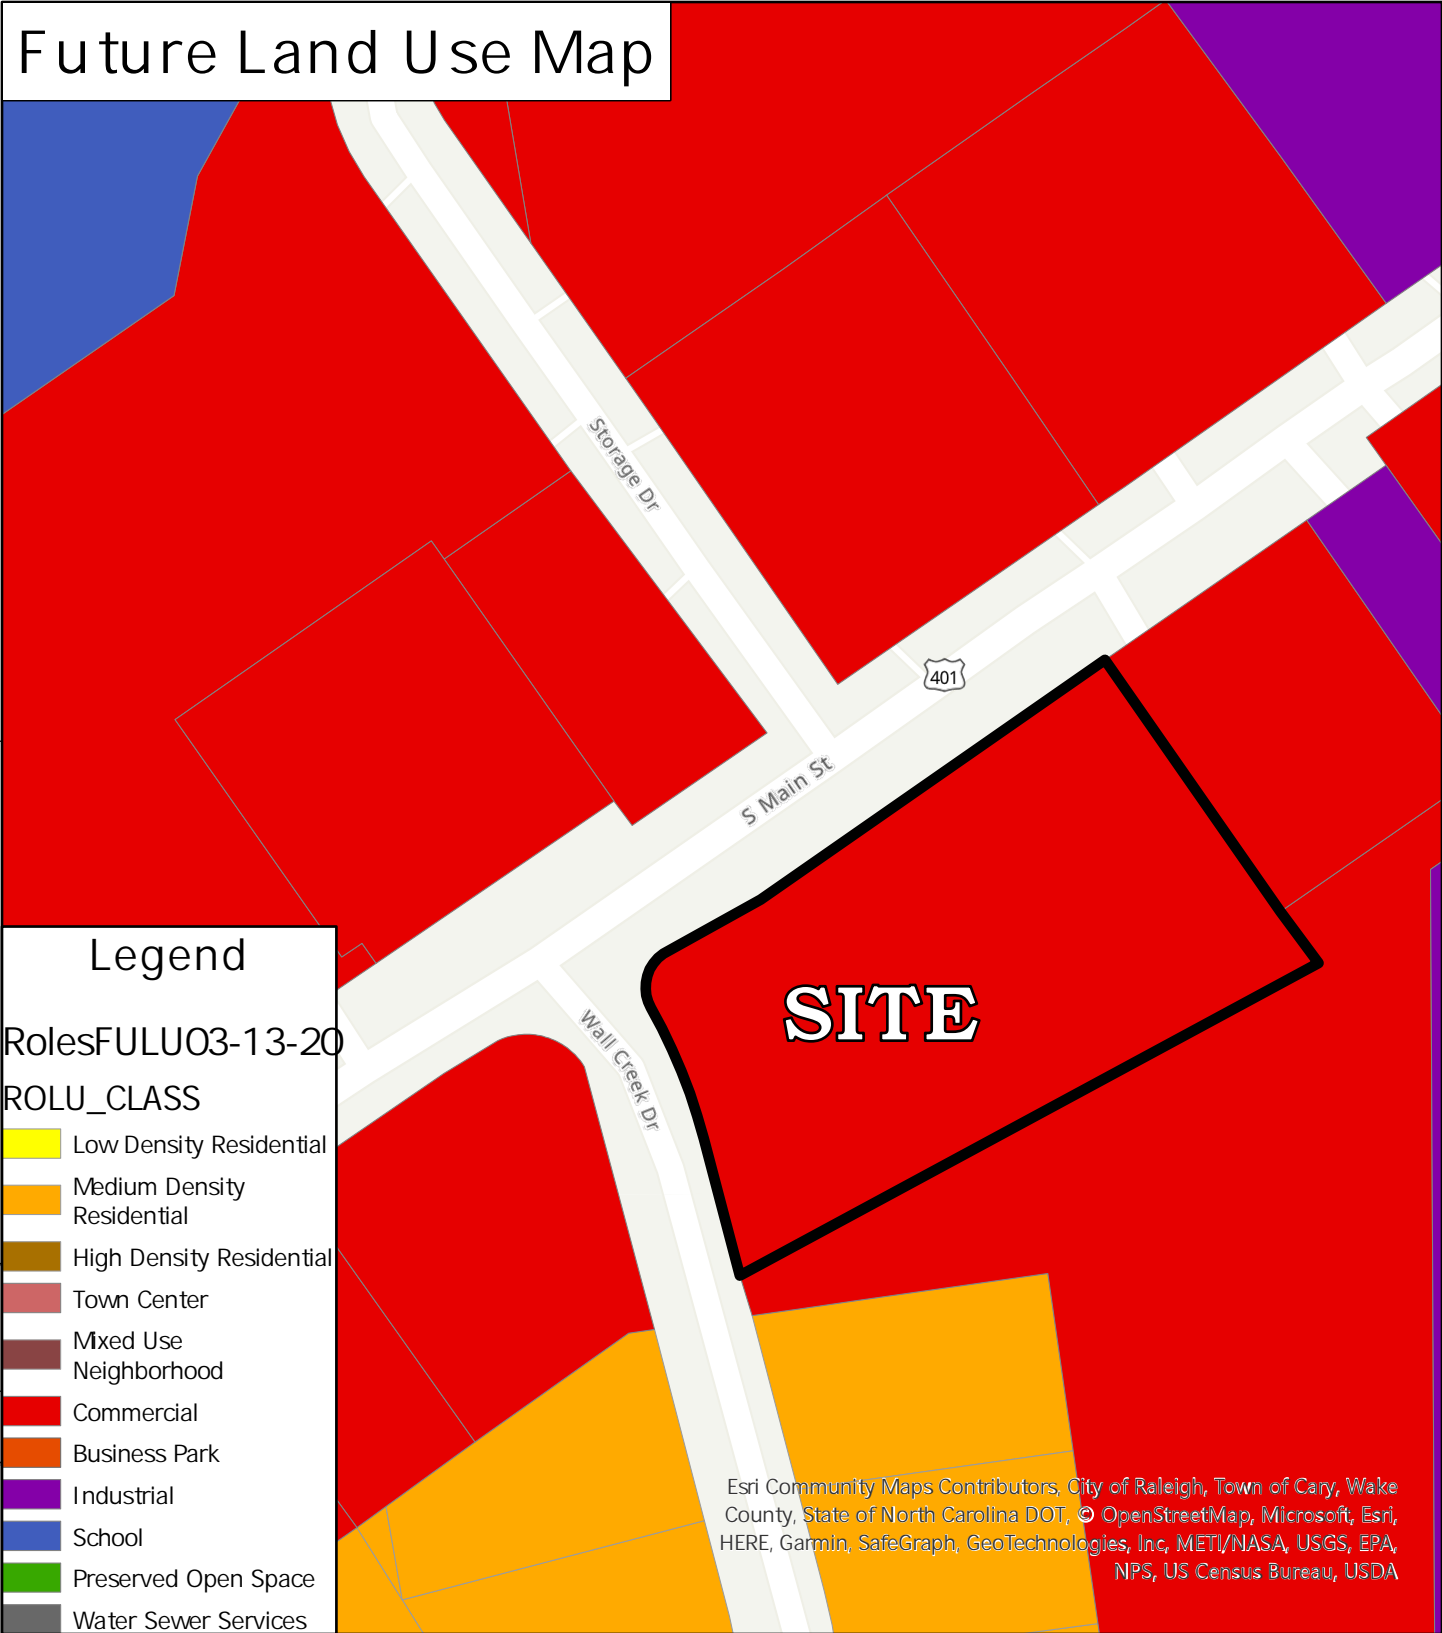 Future Land Use Map
Storage Dr
401
S Main St
SITE
Wall Creek Dr
Legend
RolesFULU03-13-20
ROLU_CLASS
Low Density Residential
Medium Density
Residential
High Density Residential
Town Center
Mixed Use
Neighborhood
Commercial
Business Park
Industrial
School
Preserved Open Space
Water Sewer Services
Esri Community Maps Contributors, City of Raleigh, Town of Cary, Wake
County, State of North Carolina DOT, © OpenStreetMap, Microsoft, Esri,
HERE, Garmin, SafeGraph, GeoTechnologies, Inc, METI/NASA, USGS, EPA,
NPS, US Census Bureau, USDA